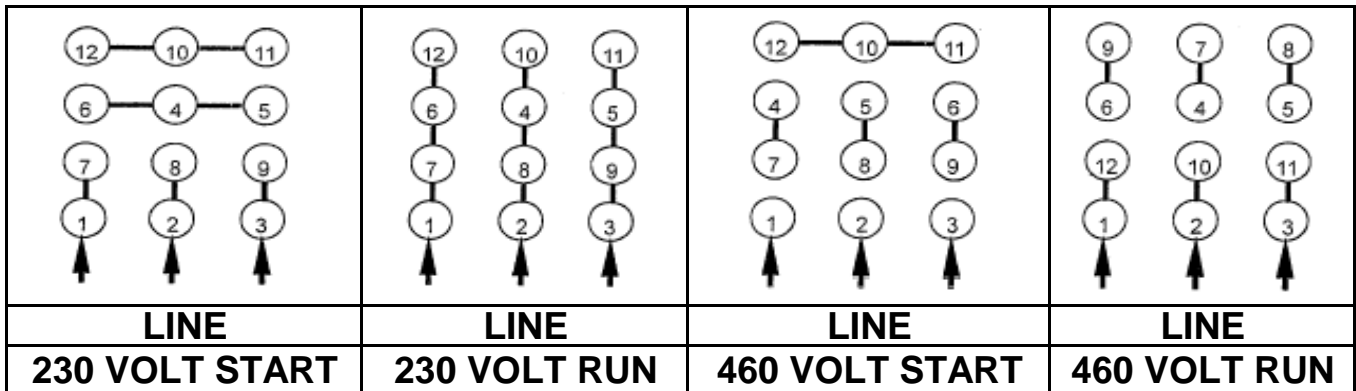 12 10 11
6 4 5
7 8 9
1 2 3
LINE
230 VOLT START
12 10 11
6 4 5
7 8 9
1 2 3
LINE
230 VOLT RUN
12 10 11
4 5 6
7 8 9
1 2 3
LINE
460 VOLT START
9 7 8
6 4 5
12 10 11
1 2 3
LINE
460 VOLT RUN